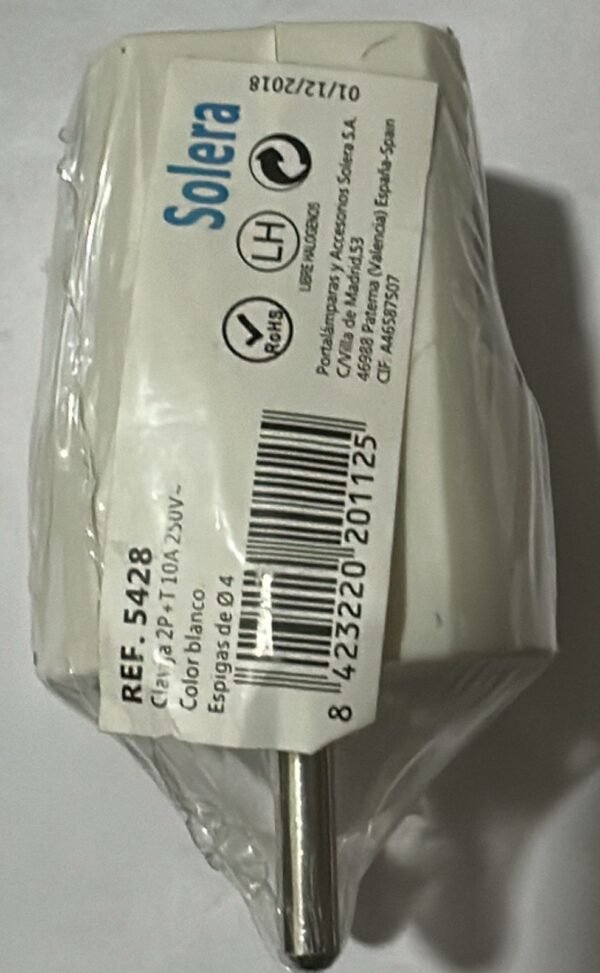 Solera
RoHS
LH
LIBRE HALOGENOS
Portalámparas y Accesorios Solera S.A.
C/Villa de Madrid,53
46988 Paterna (Valencia) España-Spain
CIF: A46587507
01/12/2018
REF. 5428
Clavija 2P+T 10A 250V~
Color blanco
Espigas de Ø 4
8 423220 201125